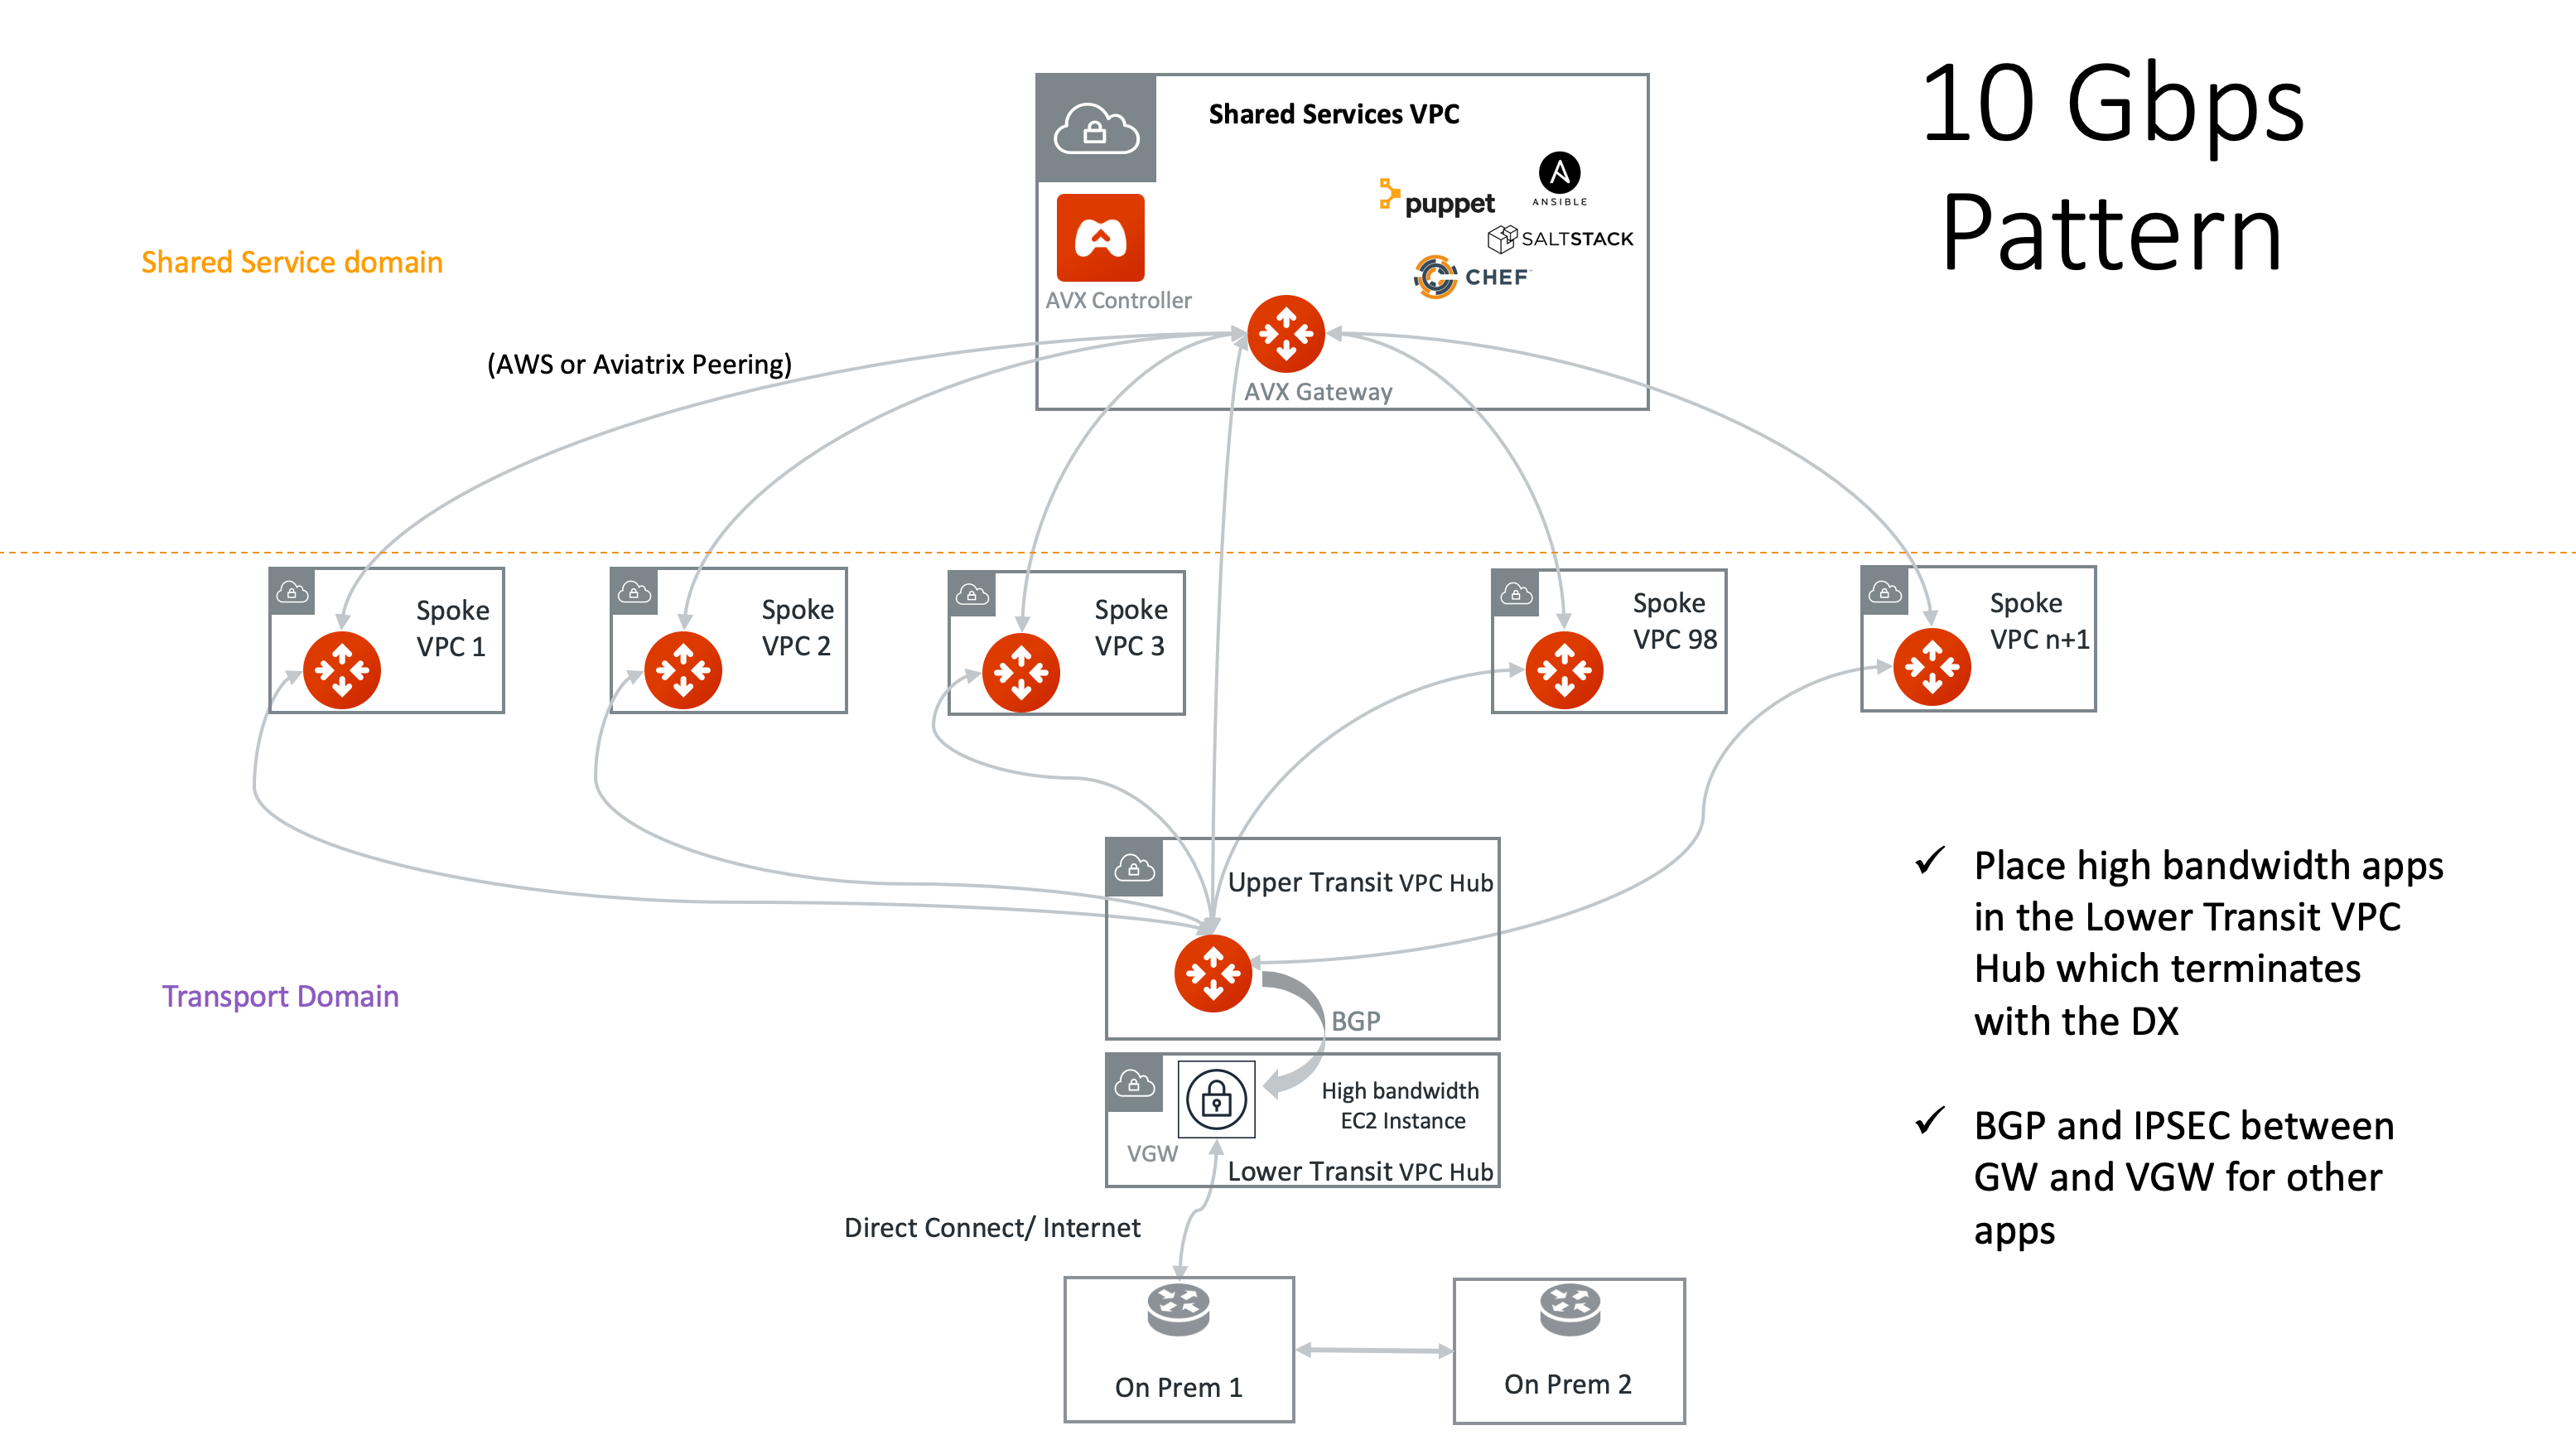 10 Gbps
Pattern
Shared Services VPC
puppet
ANSIBLE
SALTSTACK
CHEF
AVX Controller
AVX Gateway
Shared Service domain
(AWS or Aviatrix Peering)
Spoke
VPC 1
Spoke
VPC 2
Spoke
VPC 3
Spoke
VPC 98
Spoke
VPC n+1
Upper Transit VPC Hub
BGP
Transport Domain
High bandwidth
EC2 Instance
VGW
Lower Transit VPC Hub
Direct Connect/ Internet
On Prem 1
On Prem 2
✓ Place high bandwidth apps
in the Lower Transit VPC
Hub which terminates
with the DX
✓ BGP and IPSEC between
GW and VGW for other
apps